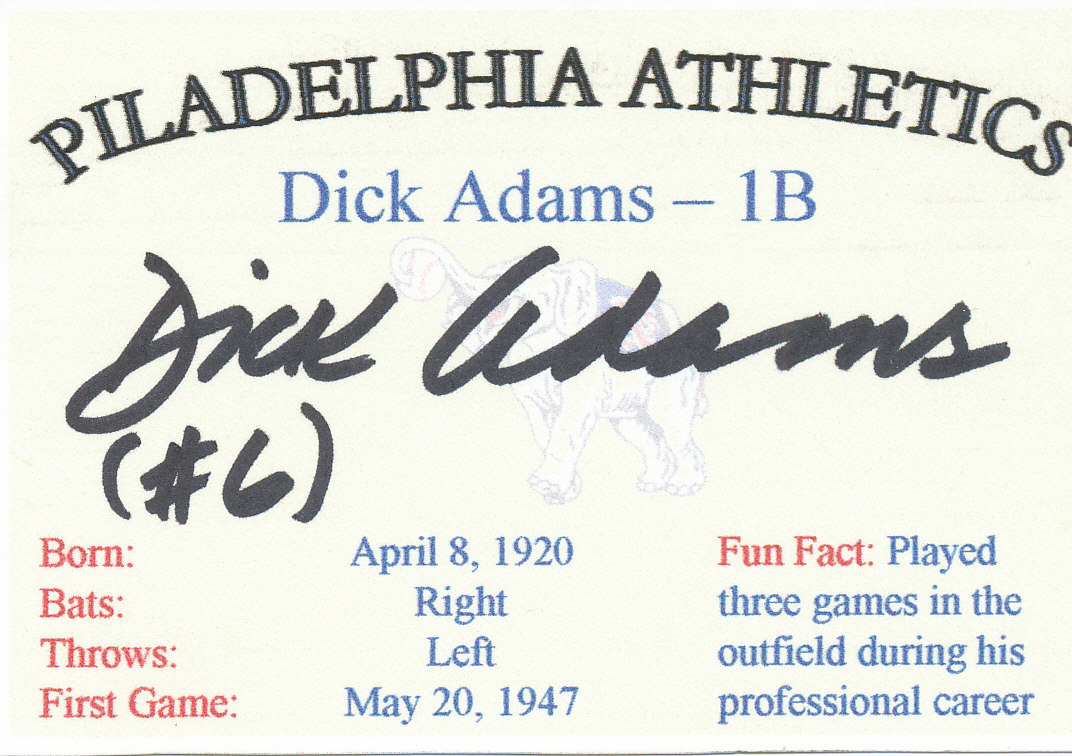 PILADELPHIA ATHLETICS
Dick Adams – 1B
Dick Adams
(#6)
Born: April 8, 1920
Bats: Right
Throws: Left
First Game: May 20, 1947
Fun Fact: Played
three games in the
outfield during his
professional career